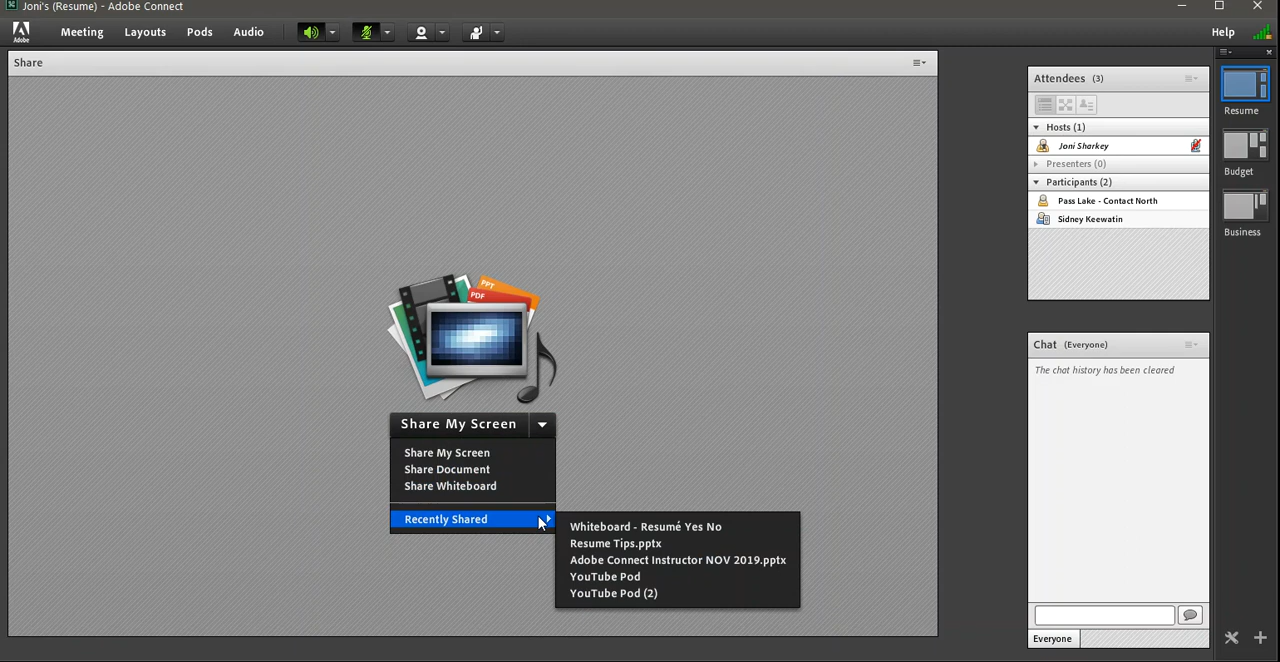 Joni's (Resume) - Adobe Connect
Adobe
Meeting
Layouts
Pods
Audio
Help
Share
PPT
PDF
Share My Screen
Share My Screen
Share Document
Share Whiteboard
Recently Shared
Whiteboard - Resumé Yes No
Resume Tips.pptx
Adobe Connect Instructor NOV 2019.pptx
YouTube Pod
YouTube Pod (2)
Attendees (3)
Hosts (1)
Joni Sharkey
Presenters (0)
Participants (2)
Pass Lake - Contact North
Sidney Keewatin
Chat (Everyone)
The chat history has been cleared
Everyone
Resume
Budget
Business